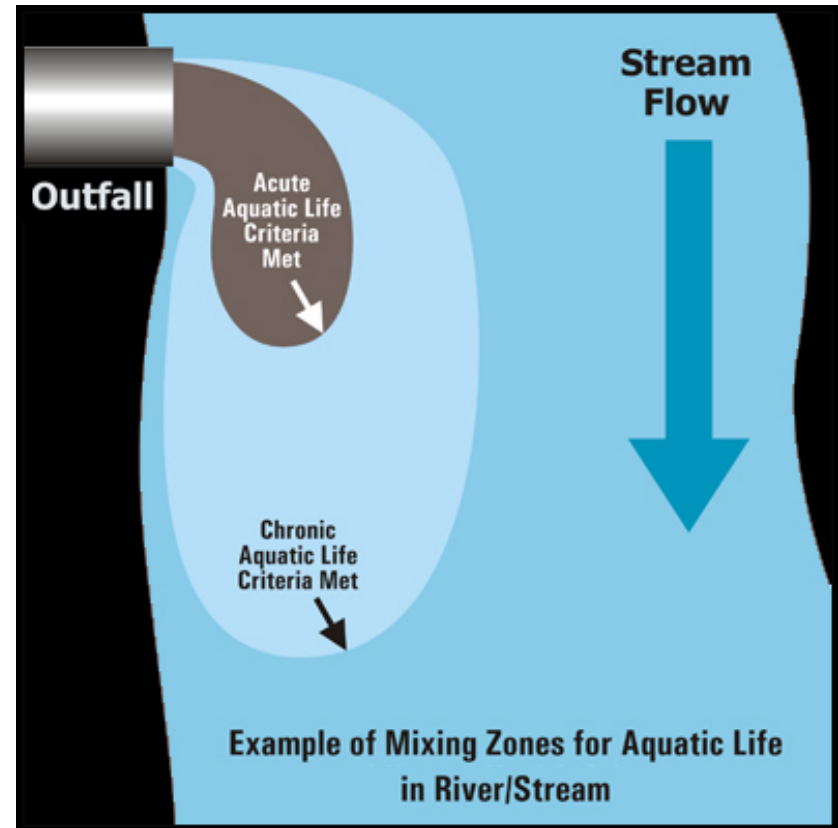 Stream
Flow
Outfall
Acute
Aquatic Life
Criteria
Met
Chronic
Aquatic Life
Criteria Met
Example of Mixing Zones for Aquatic Life
in River/Stream